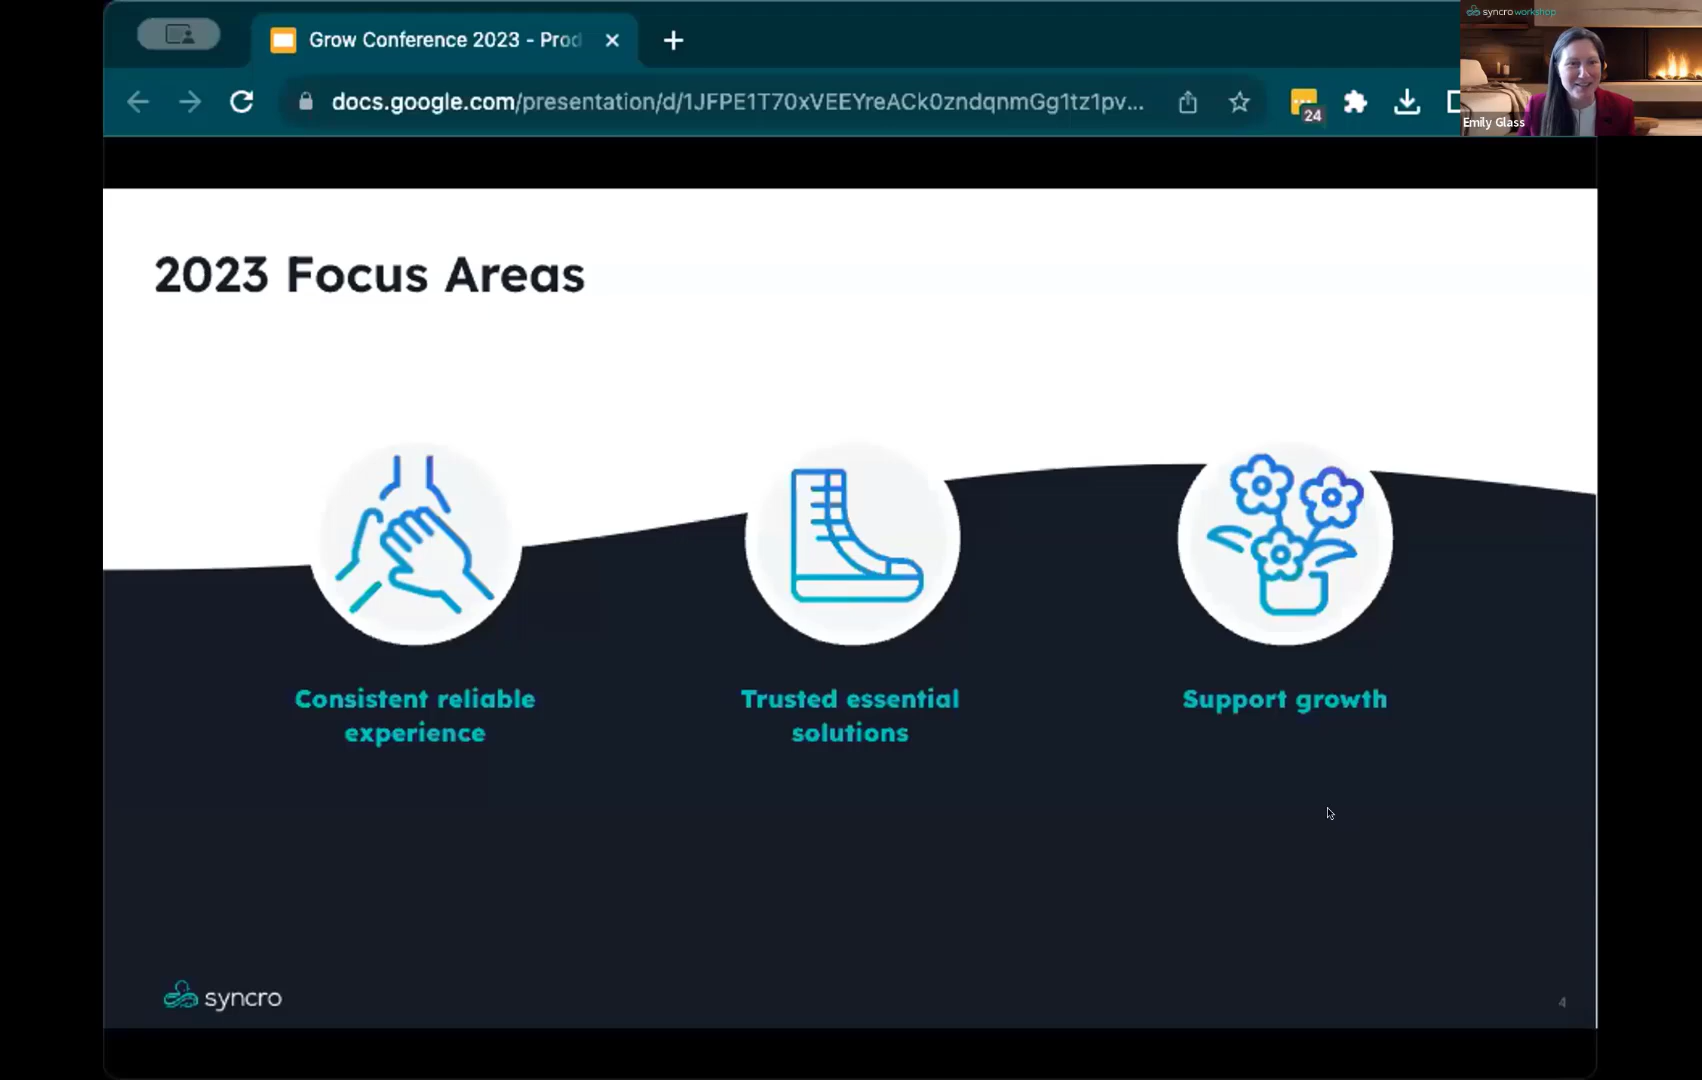 Grow Conference 2023 - Prod
docs.google.com/presentation/d/1JFPE1T70xVEEYreACk0zndqnmGg1tz1pv...
24
syncro workshop
Emily Glass
2023 Focus Areas
Consistent reliable
experience
Trusted essential
solutions
Support growth
syncro
4